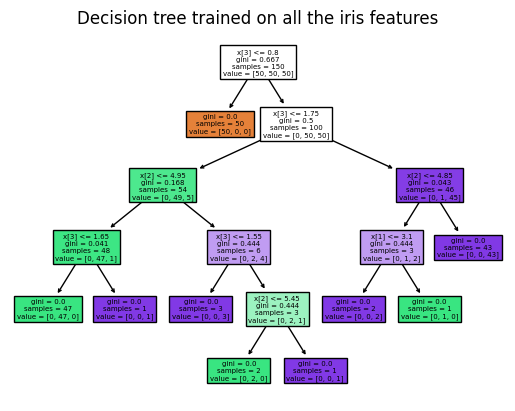 Decision tree trained on all the iris features
x[3] <= 0.8
gini = 0.667
samples = 150
value = [50, 50, 50]
gini = 0.0
samples = 50
value = [50, 0, 0]
x[3] <= 1.75
gini = 0.5
samples = 100
value = [0, 50, 50]
x[2] <= 4.95
gini = 0.168
samples = 54
value = [0, 49, 5]
x[2] <= 4.85
gini = 0.043
samples = 46
value = [0, 1, 45]
x[3] <= 1.65
gini = 0.041
samples = 48
value = [0, 47, 1]
x[3] <= 1.55
gini = 0.444
samples = 6
value = [0, 2, 4]
x[1] <= 3.1
gini = 0.444
samples = 3
value = [0, 1, 2]
gini = 0.0
samples = 43
value = [0, 0, 43]
gini = 0.0
samples = 47
value = [0, 47, 0]
gini = 0.0
samples = 1
value = [0, 0, 1]
gini = 0.0
samples = 3
value = [0, 0, 3]
x[2] <= 5.45
gini = 0.444
samples = 3
value = [0, 2, 1]
gini = 0.0
samples = 2
value = [0, 0, 2]
gini = 0.0
samples = 1
value = [0, 1, 0]
gini = 0.0
samples = 2
value = [0, 2, 0]
gini = 0.0
samples = 1
value = [0, 0, 1]